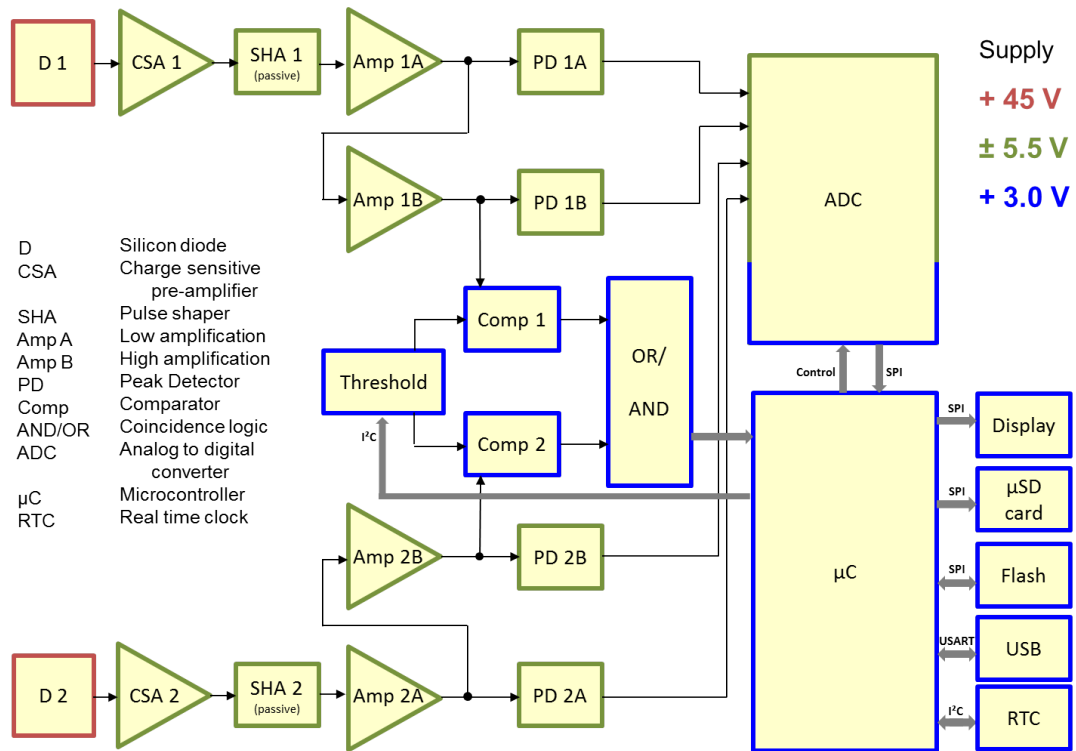 D 1
CSA 1
SHA 1
(passive)
Amp 1A
PD 1A
Amp 1B
PD 1B
ADC
Supply
+ 45 V
± 5.5 V
+ 3.0 V
D Silicon diode
CSA Charge sensitive
pre-amplifier
SHA Pulse shaper
Amp A Low amplification
Amp B High amplification
PD Peak Detector
Comp Comparator
AND/OR Coincidence logic
ADC Analog to digital
converter
µC Microcontroller
RTC Real time clock
Comp 1
Threshold
Comp 2
I²C
OR/
AND
Control
SPI
µC
SPI
Display
SPI
µSD
card
SPI
Flash
USART
USB
I²C
RTC
Amp 2B
PD 2B
D 2
CSA 2
SHA 2
(passive)
Amp 2A
PD 2A